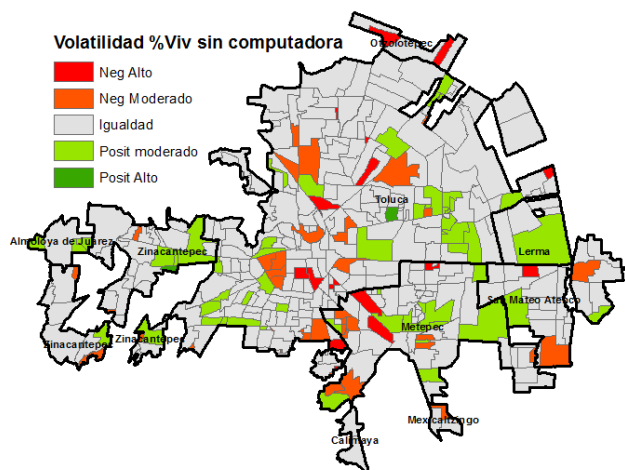 Volatilidad %Viv sin computadora
Neg Alto
Neg Moderado
Igualdad
Posit moderado
Posit Alto
Otzolotepec
Toluca
Almoloya de Juárez
Zinacantepec
Lerma
San Mateo Atenco
Metepec
Zinacantepec
Zinacantepec
Mexicaltzingo
Calimaya